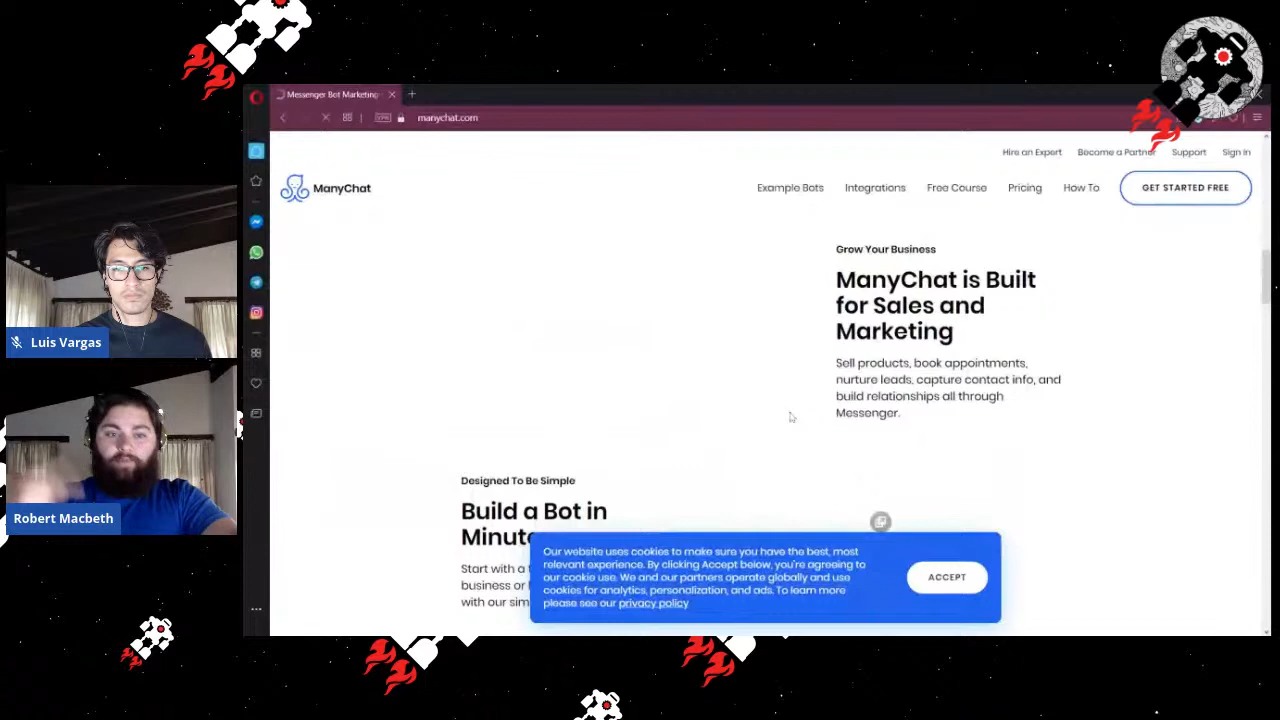 Messenger Bot Marketing
VPN
manychat.com
Hire an Expert
Become a Partner
Support
Sign In
ManyChat
Example Bots
Integrations
Free Course
Pricing
How To
GET STARTED FREE
Grow Your Business
ManyChat is Built
for Sales and
Marketing
Sell products, book appointments,
nurture leads, capture contact info, and
build relationships all through
Messenger.
Luis Vargas
Robert Macbeth
Designed To Be Simple
Build a Bot in
Minute
Start with a t
business or
with our sim
Our website uses cookies to make sure you have the best, most
relevant experience. By clicking Accept below, you're agreeing to
our cookie use. We and our partners operate globally and use
cookies for analytics, personalization, and ads. To learn more
please see our privacy policy
ACCEPT